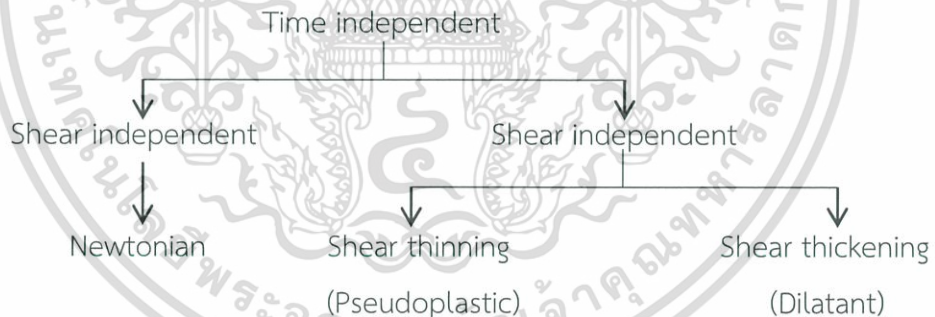 Time independent
Shear independent Shear independent
Newtonian Shear thinning Shear thickening
(Pseudoplastic) (Dilatant)